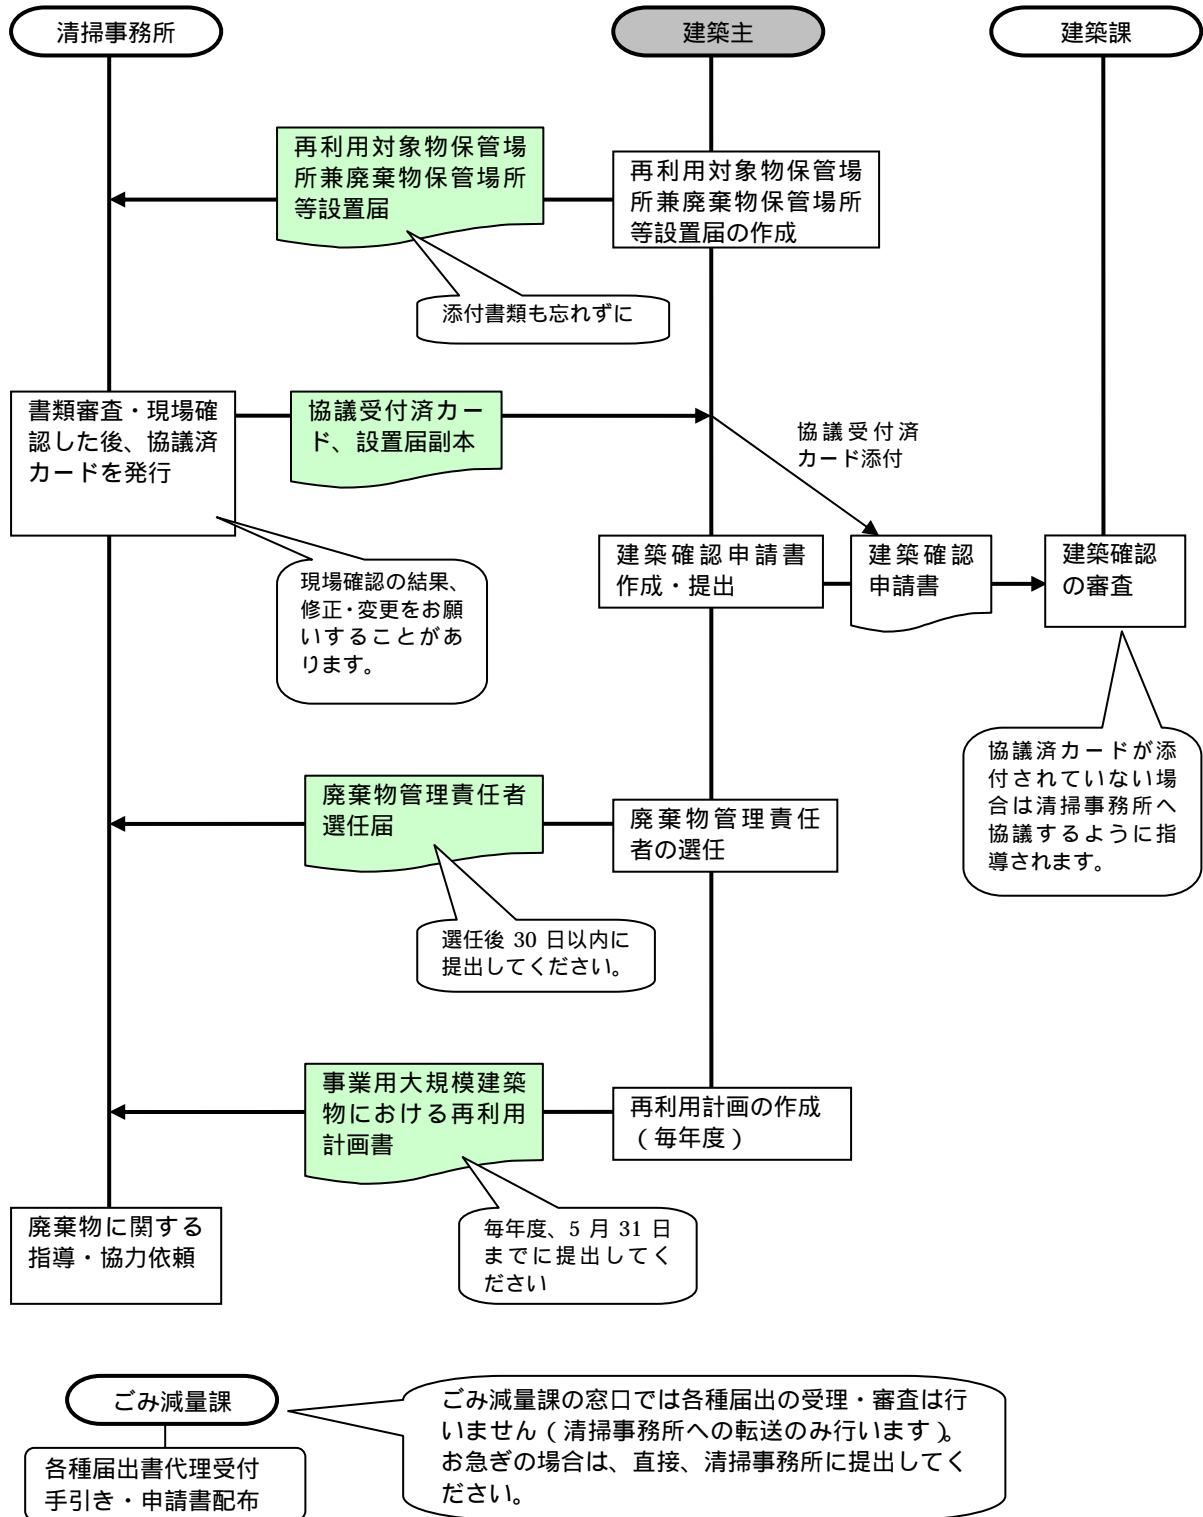 清掃事務所
建築主
建築課
再利用対象物保管場
所兼廃棄物保管場所
等設置届
再利用対象物保管場
所兼廃棄物保管場所
等設置届の作成
添付書類も忘れずに
書類審査・現場確
認した後、協議済
カードを発行
協議受付済カー
ド、設置届副本
協議受付済
カード添付
現場確認の結果、
修正・変更をお願
いすることがあ
ります。
建築確認申請書
作成・提出
建築確認
申請書
建築確認
の審査
協議済カードが添
付されていない場
合は清掃事務所へ
協議するように指
導されます。
廃棄物管理責任者
選任届
廃棄物管理責任
者の選任
選任後 30 日以内に
提出してください。
事業用大規模建築
物における再利用
計画書
再利用計画の作成
（毎年度）
毎年度、5 月 31 日
までに提出してく
ださい
廃棄物に関する
指導・協力依頼
ごみ減量課
各種届出書代理受付
手引き・申請書配布
ごみ減量課の窓口では各種届出の受理・審査は行
いません（清掃事務所への転送のみ行います）。
お急ぎの場合は、直接、清掃事務所に提出してく
ださい。